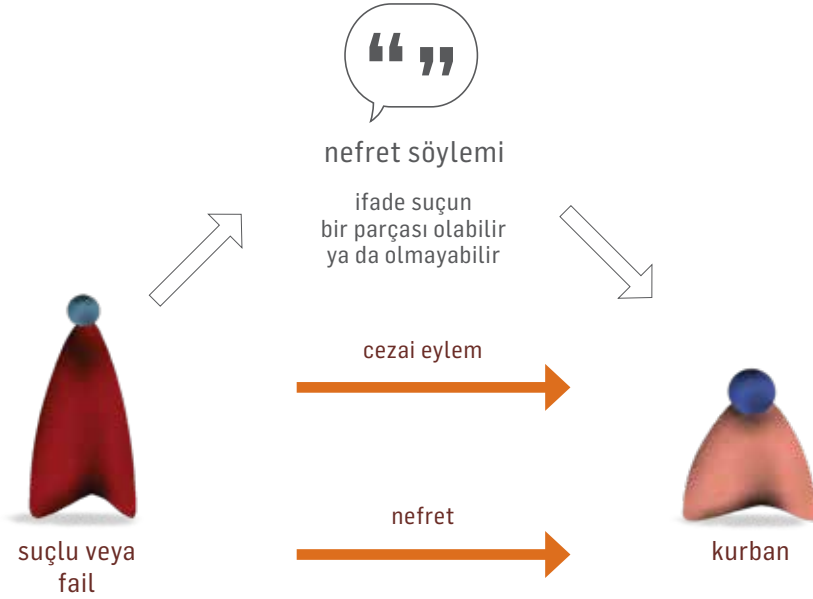 “ ”
nefret söylemi
ifade suçun
bir parçası olabilir
ya da olmayabilir
cezai eylem
nefret
suçlu veya
fail
kurban